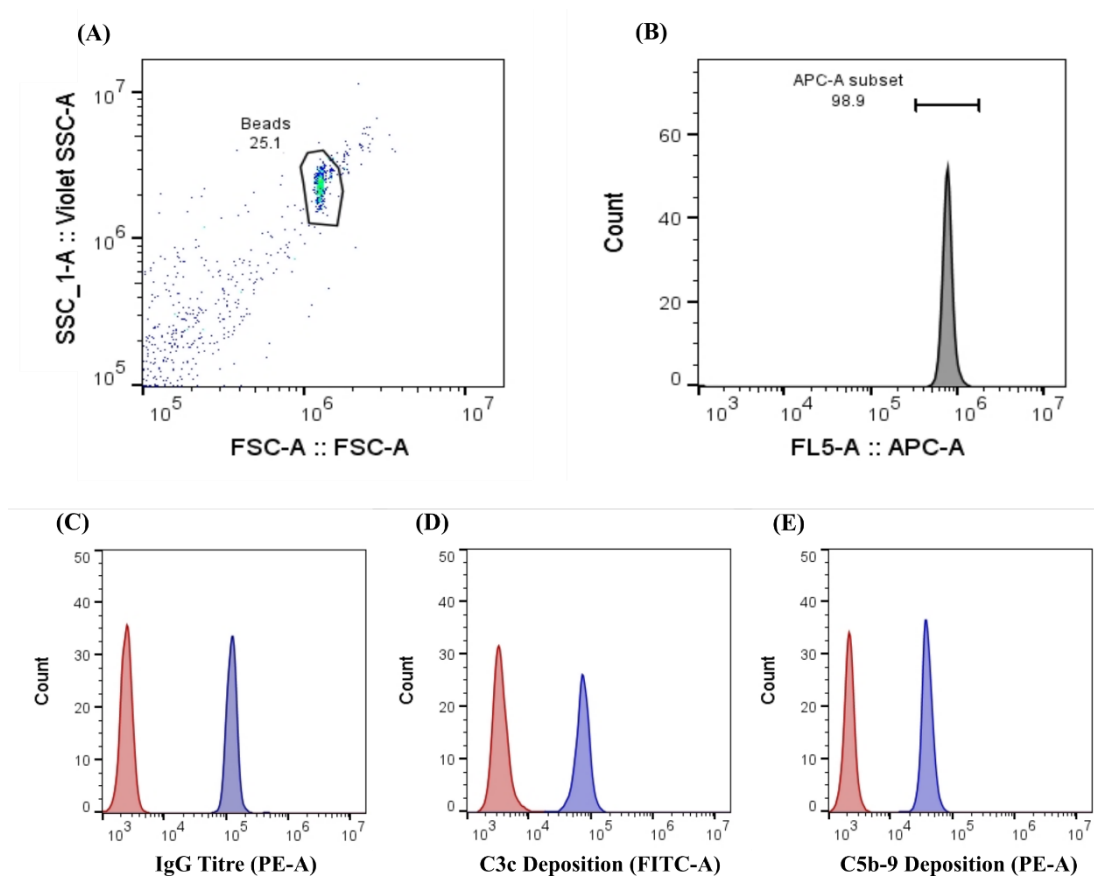 (A)
10^7
10^6
10^5
SSC_1-A :: Violet SSC-A
Beads
25.1
10^5 10^6 10^7
FSC-A :: FSC-A
(B)
60
40
20
0
Count
APC-A subset
98.9
10^3 10^4 10^5 10^6 10^7
FL5-A :: APC-A
(C)
50
40
30
20
10
0
Count
10^3 10^4 10^5 10^6 10^7
IgG Titre (PE-A)
(D)
50
40
30
20
10
0
Count
10^3 10^4 10^5 10^6 10^7
C3c Deposition (FITC-A)
(E)
50
40
30
20
10
0
Count
10^3 10^4 10^5 10^6 10^7
C5b-9 Deposition (PE-A)